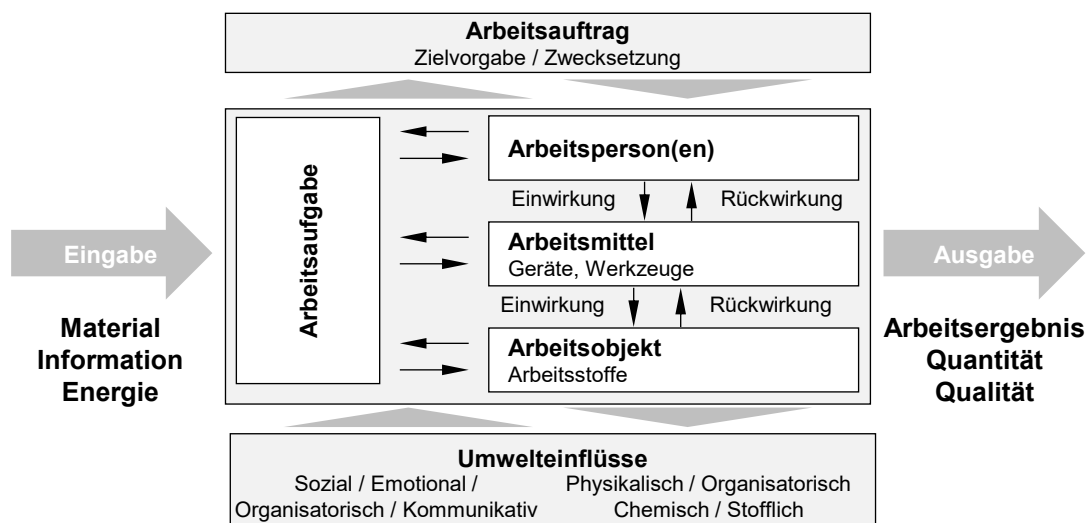 Arbeitsauftrag
Zielvorgabe / Zwecksetzung
Arbeitsaufgabe
Arbeitsperson(en)
Einwirkung
Rückwirkung
Arbeitsmittel
Geräte, Werkzeuge
Einwirkung
Rückwirkung
Arbeitsobjekt
Arbeitsstoffe
Eingabe
Material
Information
Energie
Ausgabe
Arbeitsergebnis
Quantität
Qualität
Umwelteinflüsse
Sozial / Emotional /
Organisatorisch / Kommunikativ
Physikalisch / Organisatorisch
Chemisch / Stofflich